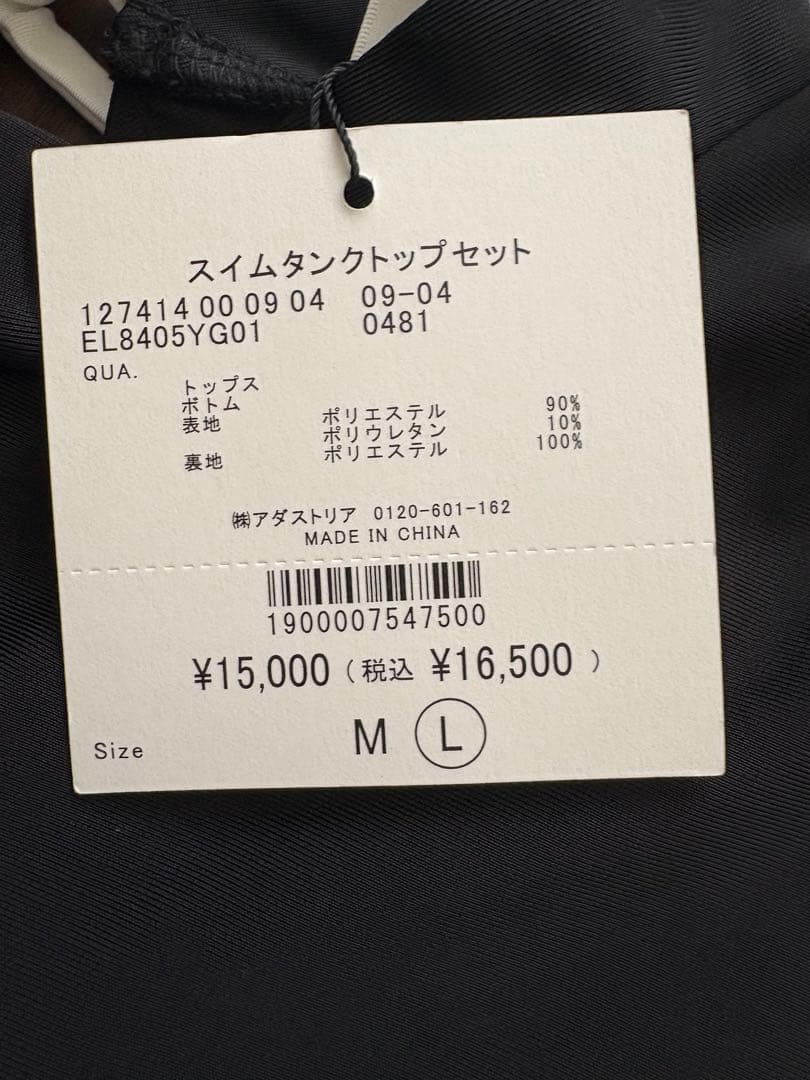 スイムタンクトップセット
127414 00 09 04 09-04
EL8405YG01 0481
QUA.
トップス
ボトム
表地 ポリエステル 90%
ポリウレタン 10%
裏地 ポリエステル 100%
㈱アダストリア 0120-601-162
MADE IN CHINA
1900007547500
¥15,000 (税込 ¥16,500 )
Size M L